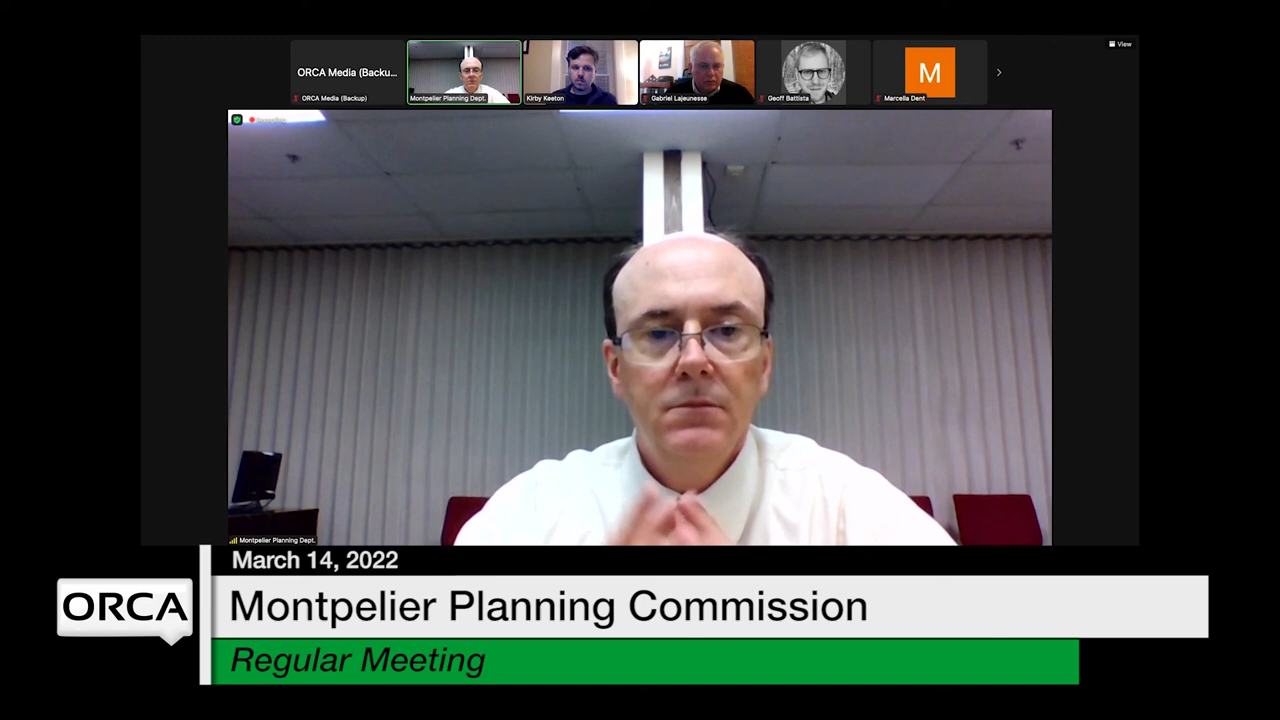 View
ORCA Media (Backu...
ORCA Media (Backup)
Montpelier Planning Dept.
Kirby Keeton
Gabriel Lajeunesse
Geoff Battista
M
Marcella Dent
Montpelier Planning Dept.
March 14, 2022
ORCA
Montpelier Planning Commission
Regular Meeting